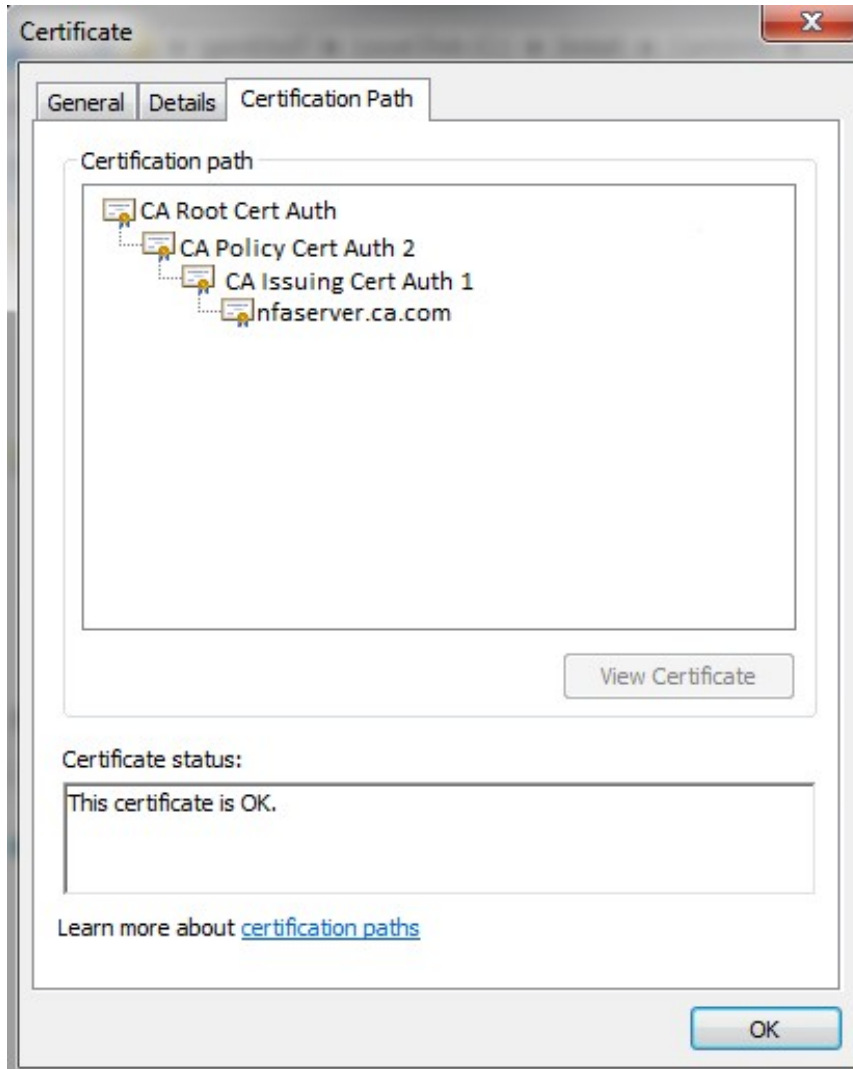 Certificate
General Details Certification Path
Certification path
CA Root Cert Auth
CA Policy Cert Auth 2
CA Issuing Cert Auth 1
nfaserver.ca.com
View Certificate
Certificate status:
This certificate is OK.
Learn more about certification paths
OK